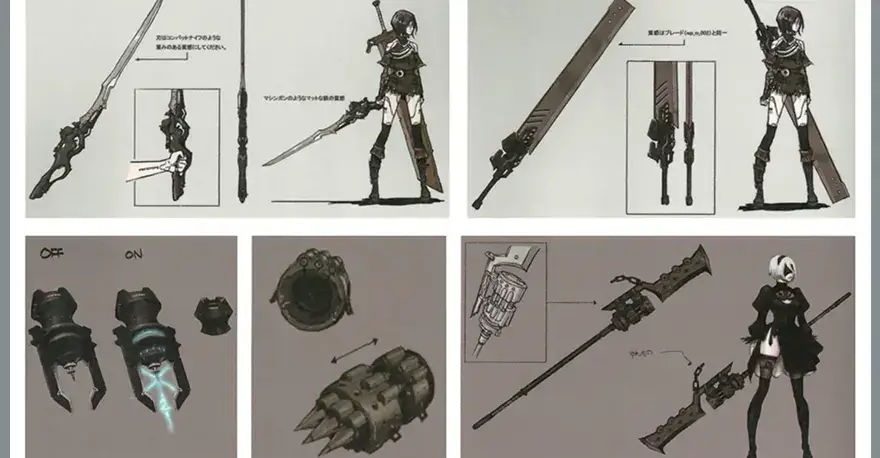 刃はコンバットナイフのような
重みのある質感にしてください。
マシンガンのようなマットな鉄の質感
質感はブレード(wp_m_002)と同一
OFF
ON